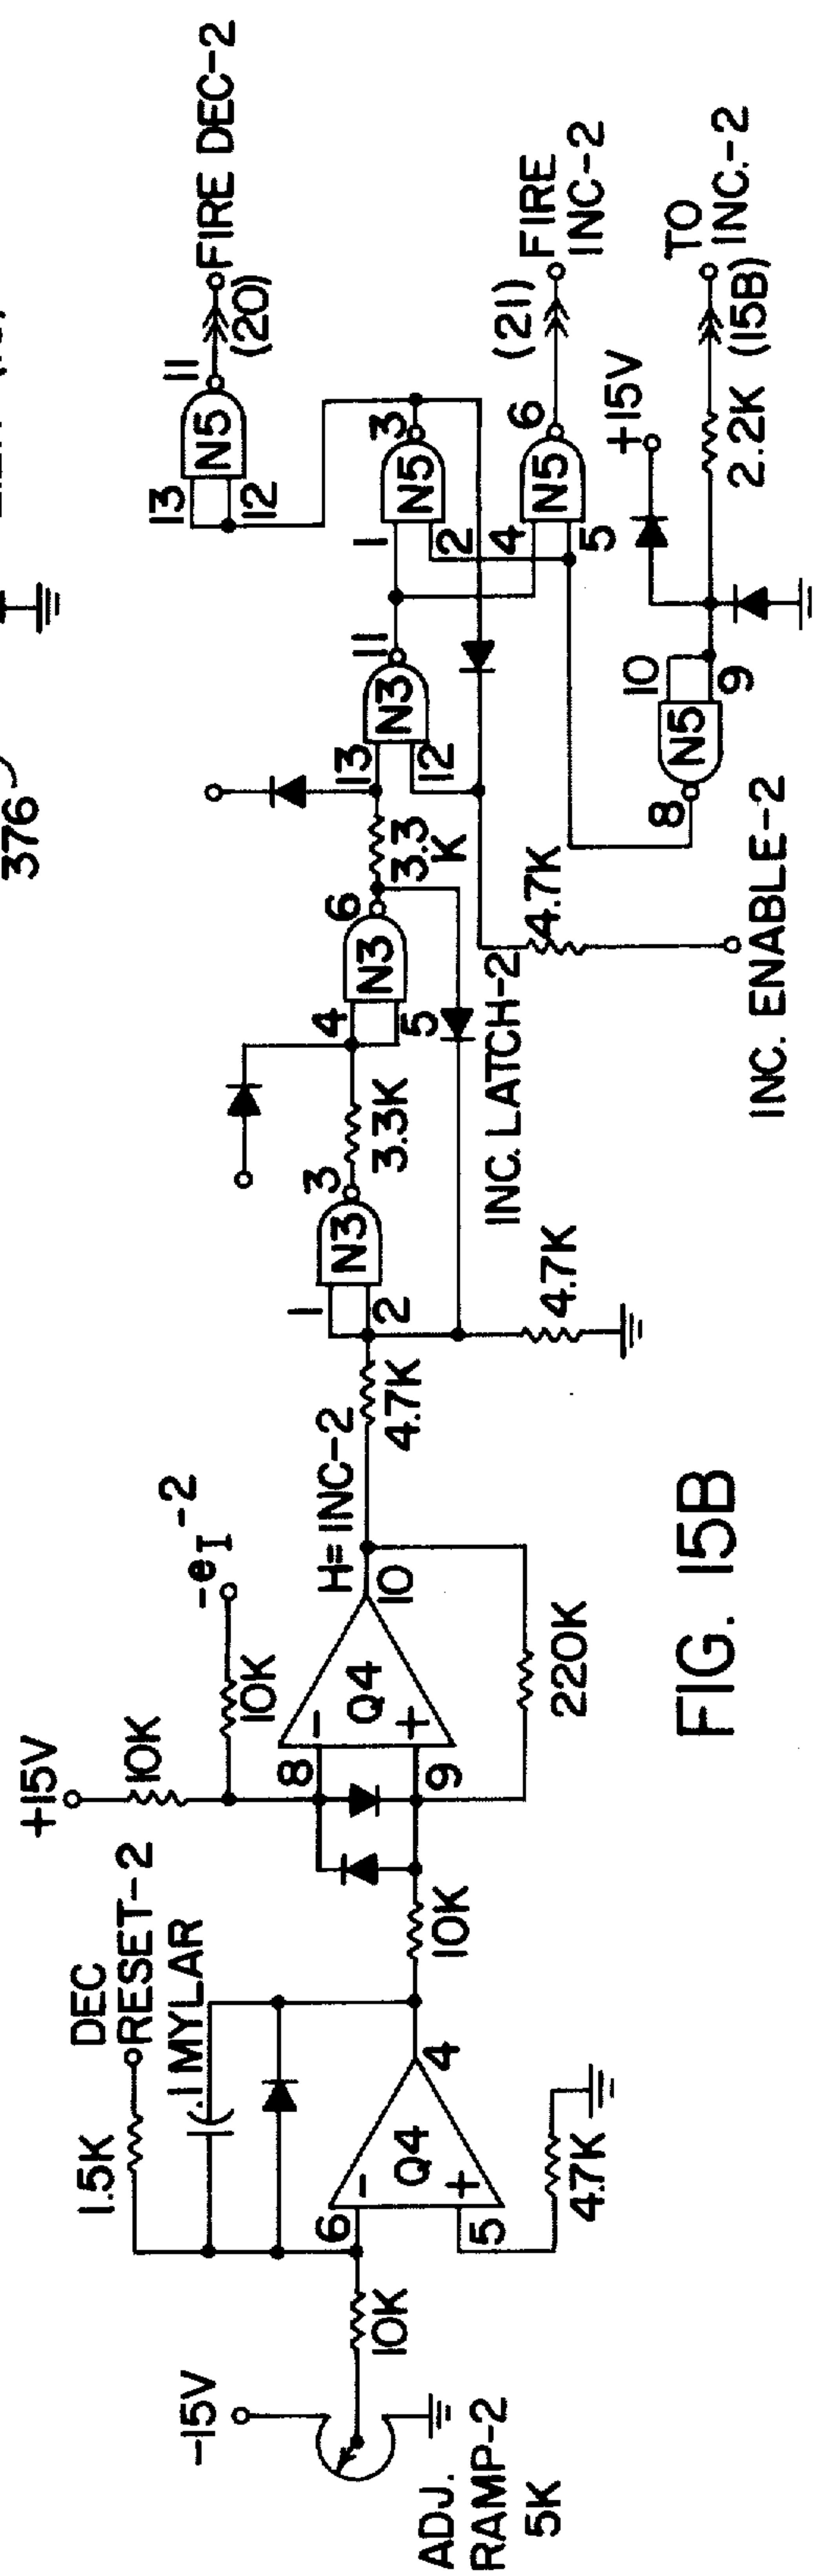 376
-15V
ADJ.
RAMP-2
5K
10K
1.5K
DEC
RESET-2
.1 MYLAR
6
5
Q4
-
+
4
4.7K
10K
+15V
10K
10K
-eI-2
8
9
Q4
-
+
10
H=INC-2
220K
4.7K
1
2
N3
3
3.3K
4.7K
4
5
N3
6
3.3
K
INC. LATCH-2
13
12
N3
11
4.7K
INC. ENABLE-2
1
2
N5
3
13
12
N5
11
FIRE DEC-2
(20)
4
5
N5
6
FIRE
INC-2
(21)
10
9
N5
8
+15V
2.2K
TO
INC.-2
(15B)
FIG. 15B